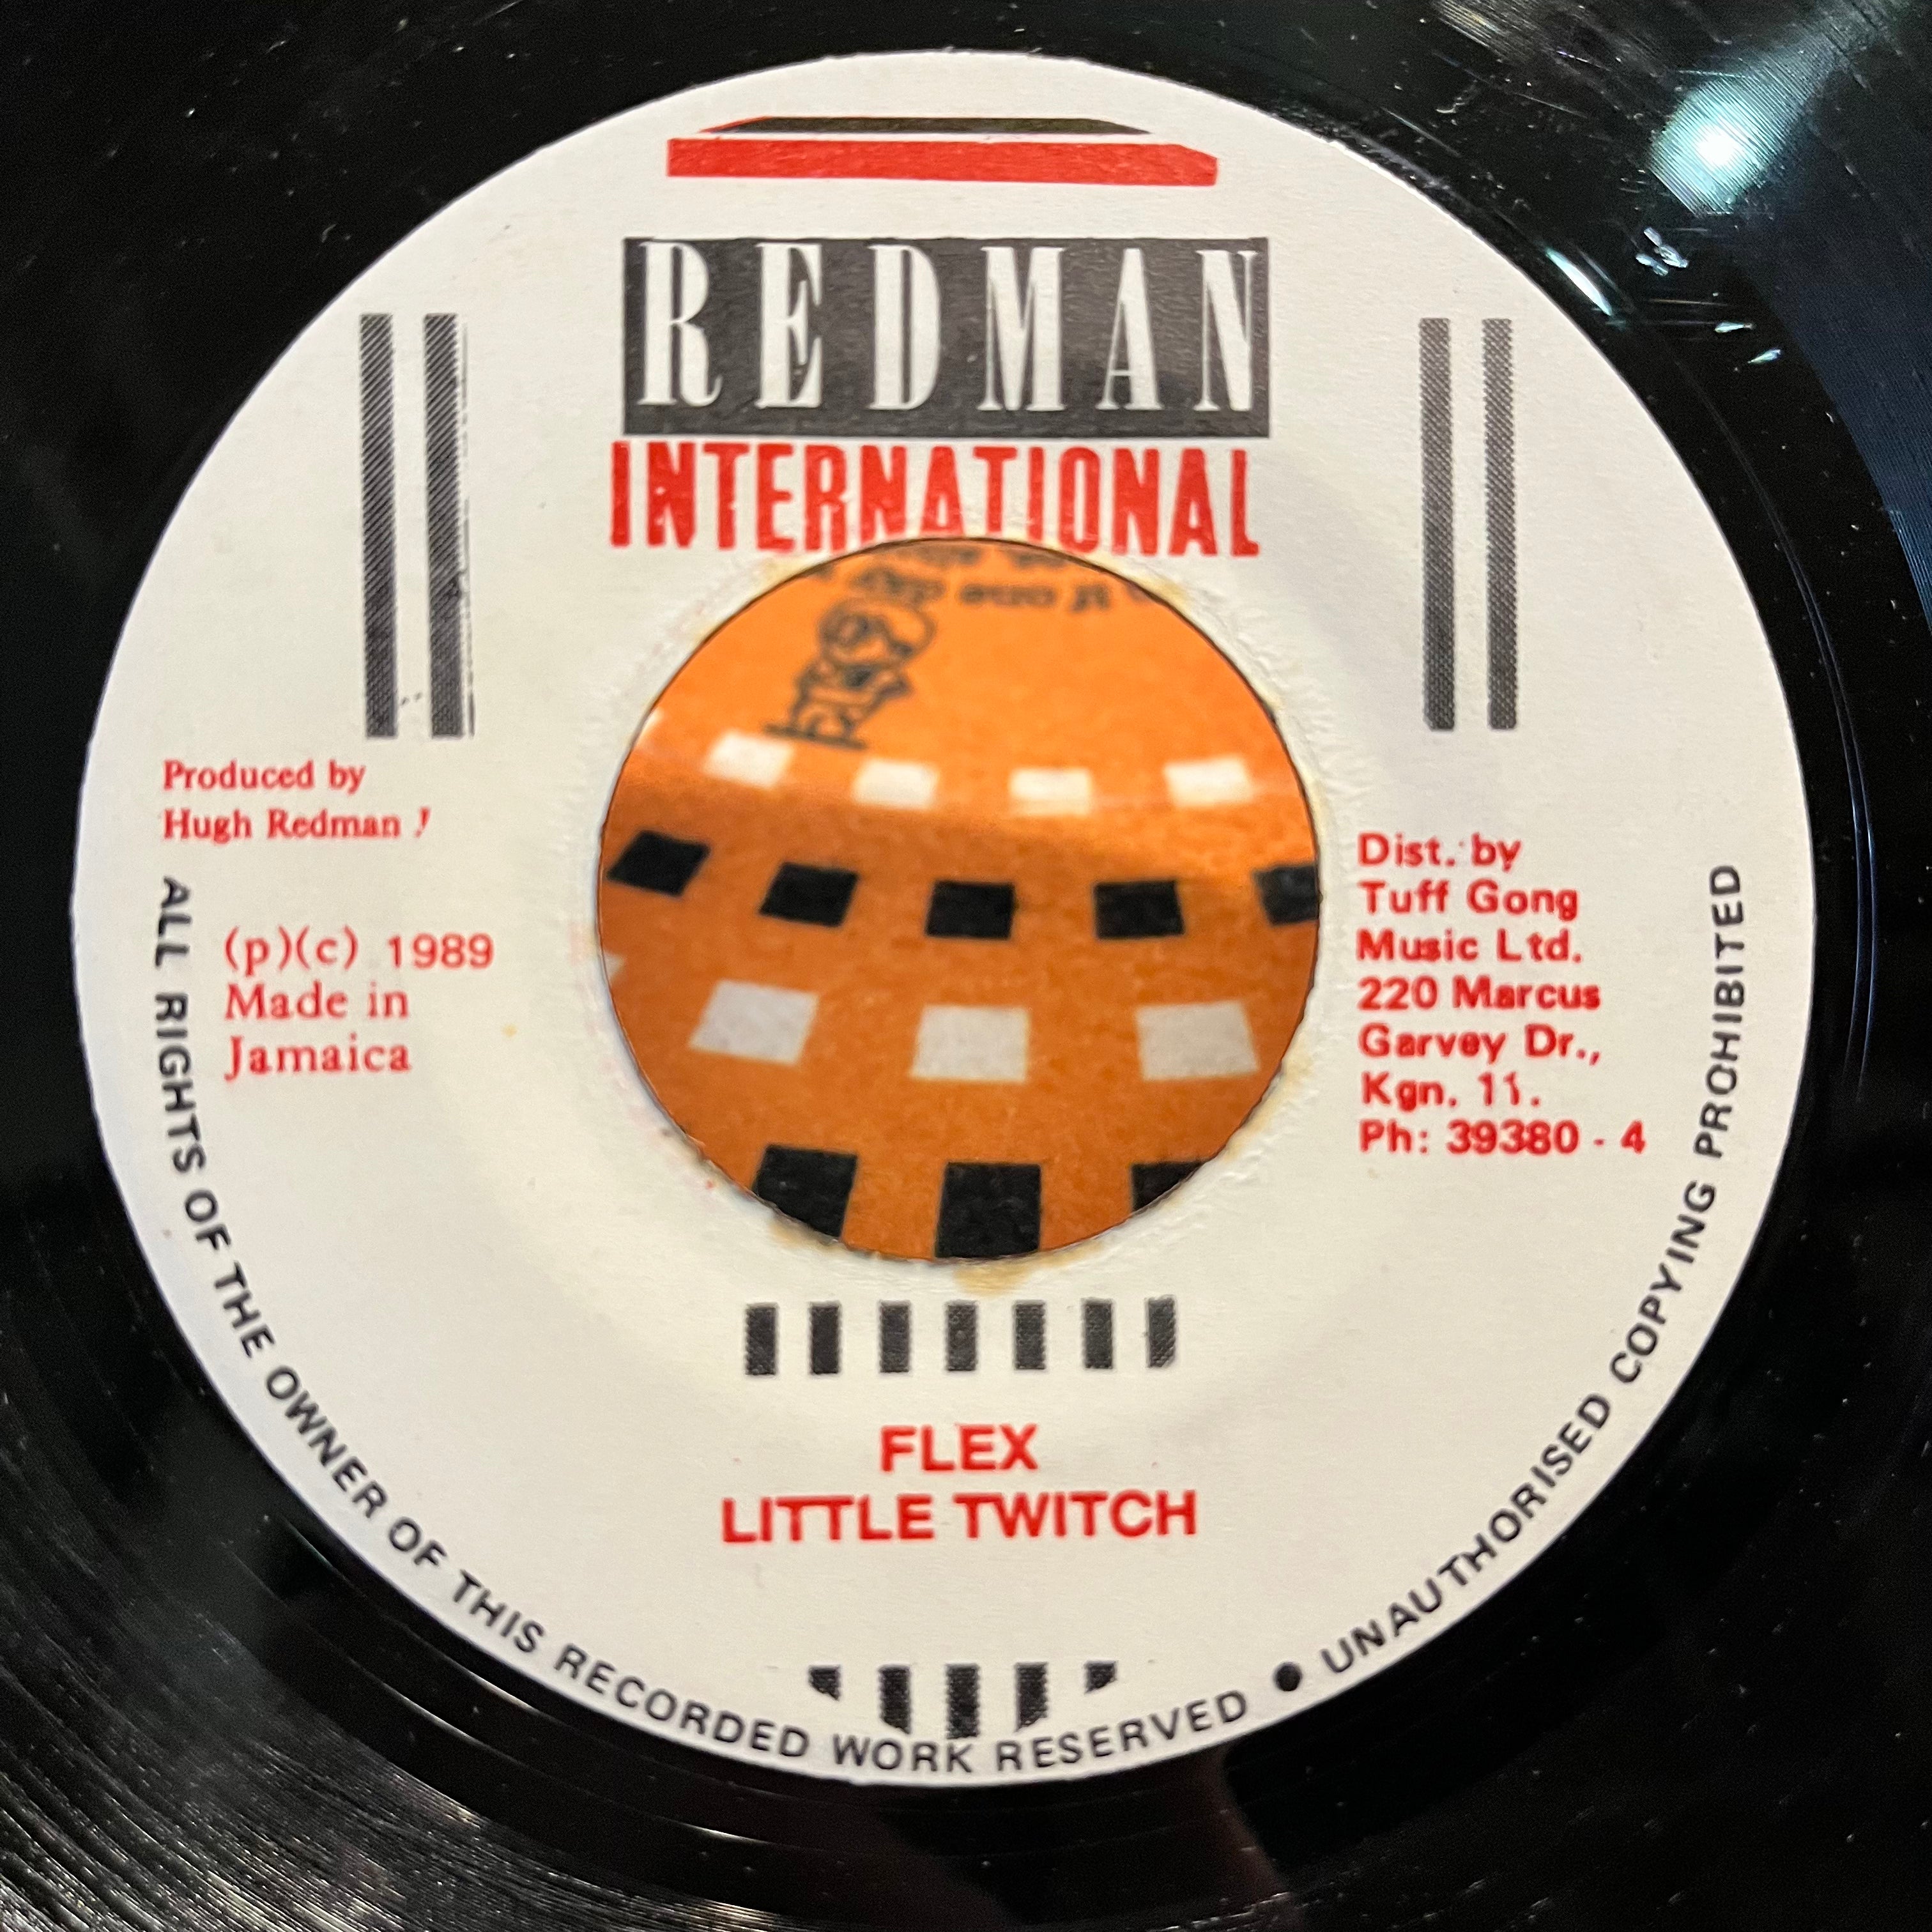 REDMAN
INTERNATIONAL
Produced by
Hugh Redman J
(p)(c) 1989
Made in
Jamaica
Dist. by
Tuff Gong
Music Ltd.
220 Marcus
Garvey Dr.,
Kgn. 11.
Ph: 39380 - 4
FLEX
LITTLE TWITCH
ALL RIGHTS OF THE OWNER OF THIS RECORDED WORK RESERVED ● UNAUTHORISED COPYING PROHIBITED